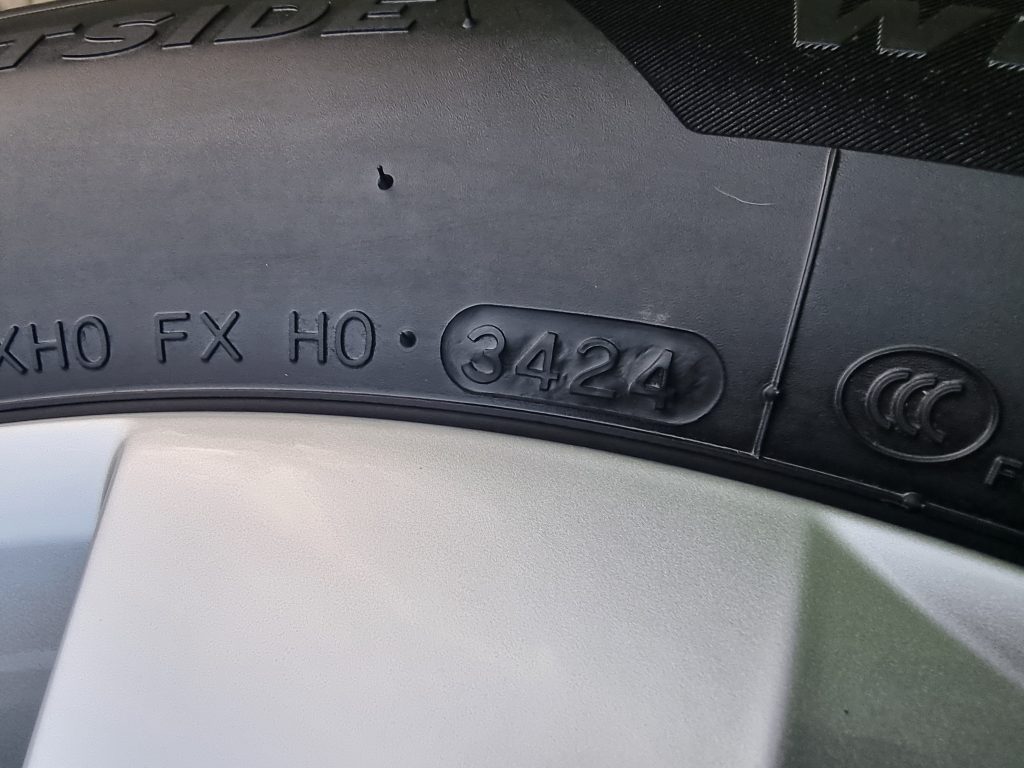 TSIDE
XH0 FX H0 • 3424
CCC